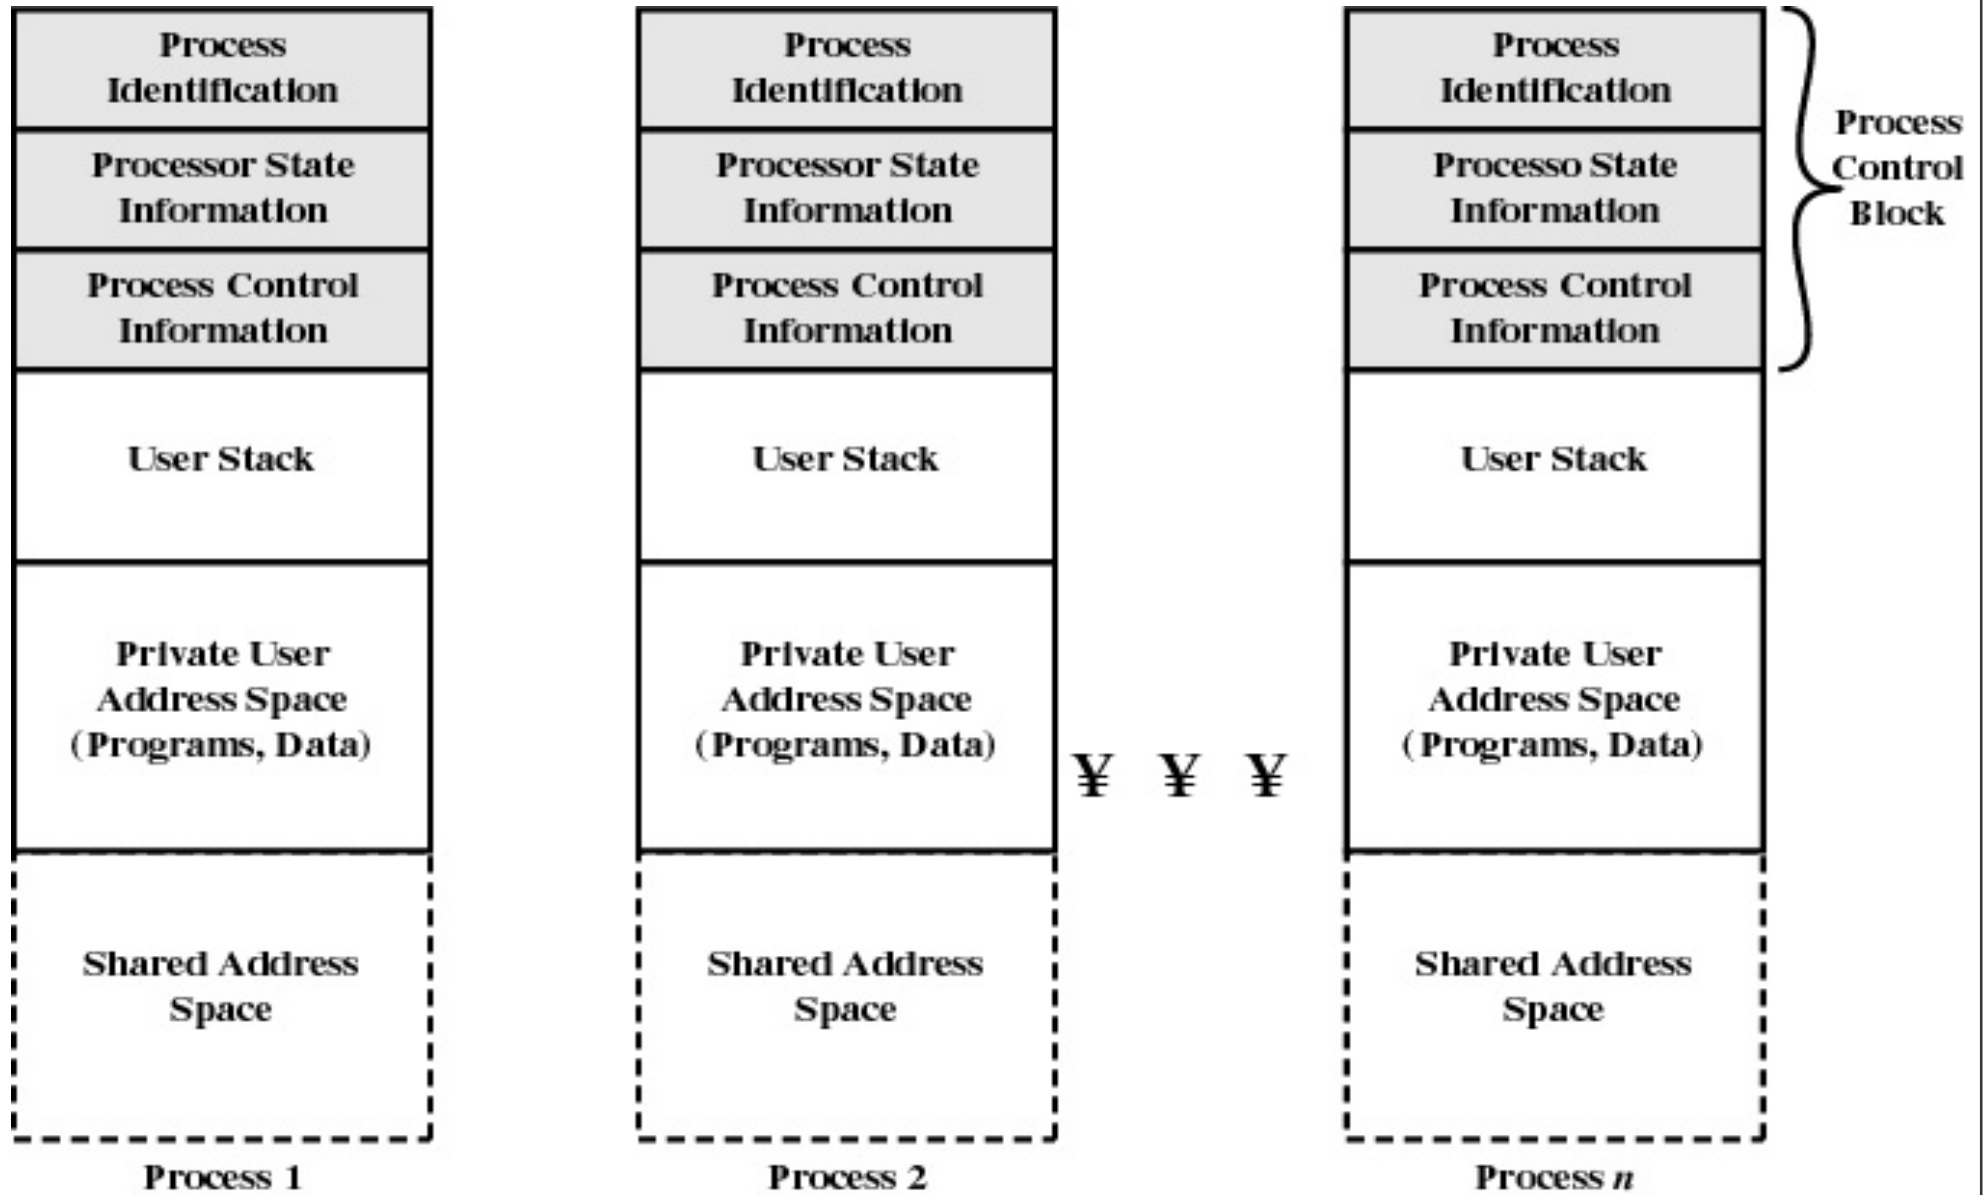 Process
Identification
Processor State
Information
Process Control
Information
User Stack
Private User
Address Space
(Programs, Data)
Shared Address
Space
Process 1
Process
Identification
Processor State
Information
Process Control
Information
User Stack
Private User
Address Space
(Programs, Data)
Shared Address
Space
Process 2
¥ ¥ ¥
Process
Identification
Processo State
Information
Process Control
Information
User Stack
Private User
Address Space
(Programs, Data)
Shared Address
Space
Process n
Process
Control
Block